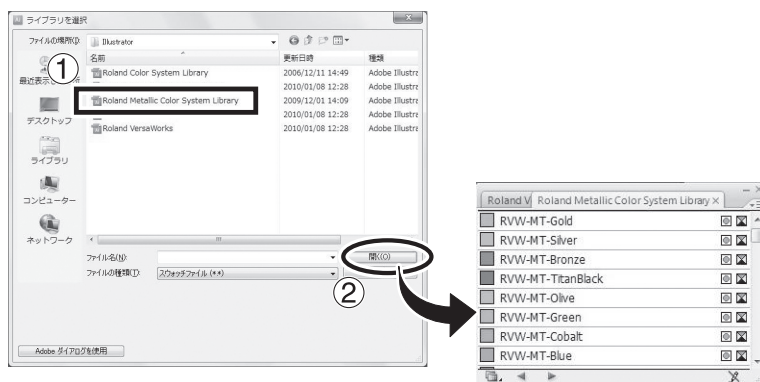 ライブラリを選択
ファイルの場所(I):
Illustrator
名前
更新日時
種類
①
最近表示
Roland Color System Library
2006/12/11 14:49
Adobe Illustra
2010/01/08 12:28
Adobe Illustra
Roland Metallic Color System Library
2009/12/01 14:09
Adobe Illustra
2010/01/08 12:28
Adobe Illustra
Roland VersaWorks
2010/01/08 12:28
Adobe Illustra
デスクトップ
ライブラリ
コンピューター
ネットワーク
ファイル名(N):
開く(O)
ファイルの種類(T):
スウォッチファイル (*.*)
②
Adobe ダイアログを使用
Roland V
Roland Metallic Color System Library ×
RVW-MT-Gold
RVW-MT-Silver
RVW-MT-Bronze
RVW-MT-TitanBlack
RVW-MT-Olive
RVW-MT-Green
RVW-MT-Cobalt
RVW-MT-Blue